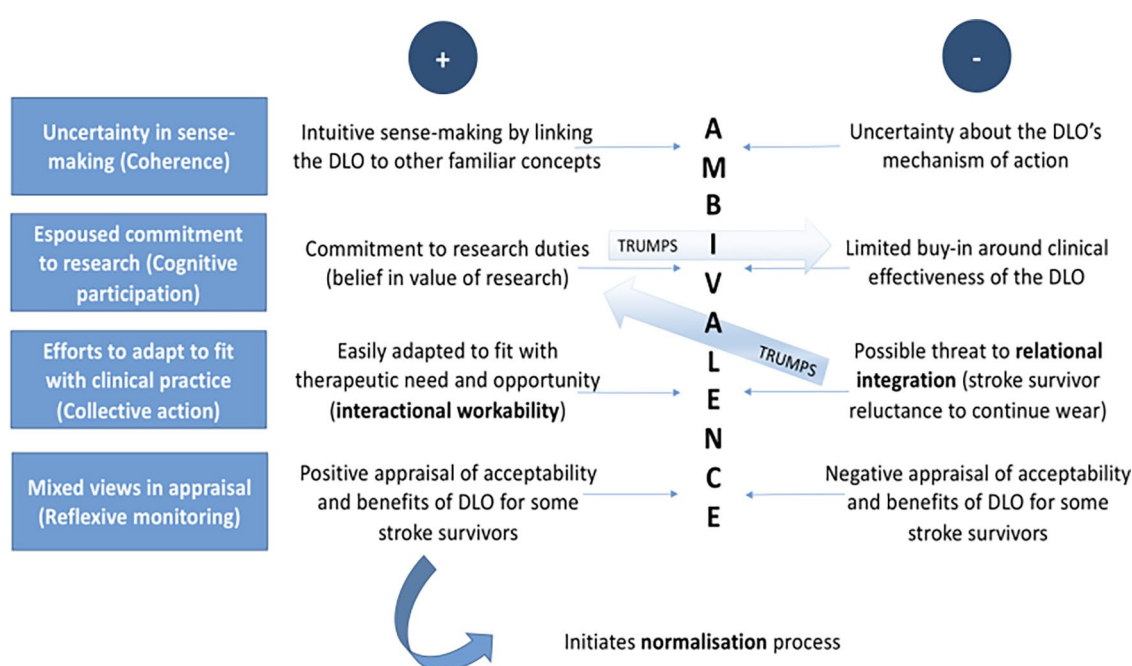 +
-
Uncertainty in sense-
making (Coherence)
Intuitive sense-making by linking
the DLO to other familiar concepts
Uncertainty about the DLO's
mechanism of action
Espoused commitment
to research (Cognitive
participation)
Commitment to research duties
(belief in value of research)
TRUMPS
Limited buy-in around clinical
effectiveness of the DLO
Efforts to adapt to fit
with clinical practice
(Collective action)
Easily adapted to fit with
therapeutic need and opportunity
(interactional workability)
TRUMPS
Possible threat to relational
integration (stroke survivor
reluctance to continue wear)
Mixed views in appraisal
(Reflexive monitoring)
Positive appraisal of acceptability
and benefits of DLO for some
stroke survivors
Negative appraisal of acceptability
and benefits of DLO for some
stroke survivors
A
M
B
I
V
A
L
E
N
C
E
Initiates normalisation process